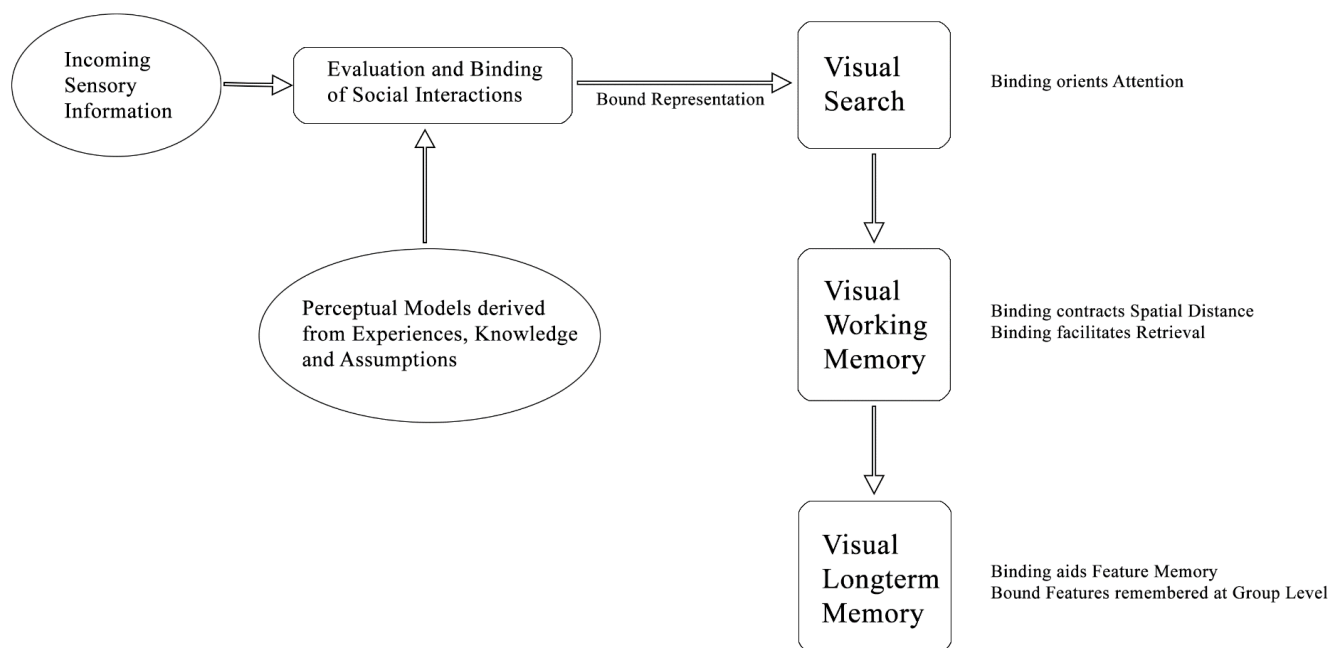 Incoming
Sensory
Information
Evaluation and Binding
of Social Interactions
Bound Representation
Visual
Search
Binding orients Attention
Perceptual Models derived
from Experiences, Knowledge
and Assumptions
Visual
Working
Memory
Binding contracts Spatial Distance
Binding facilitates Retrieval
Visual
Longterm
Memory
Binding aids Feature Memory
Bound Features remembered at Group Level